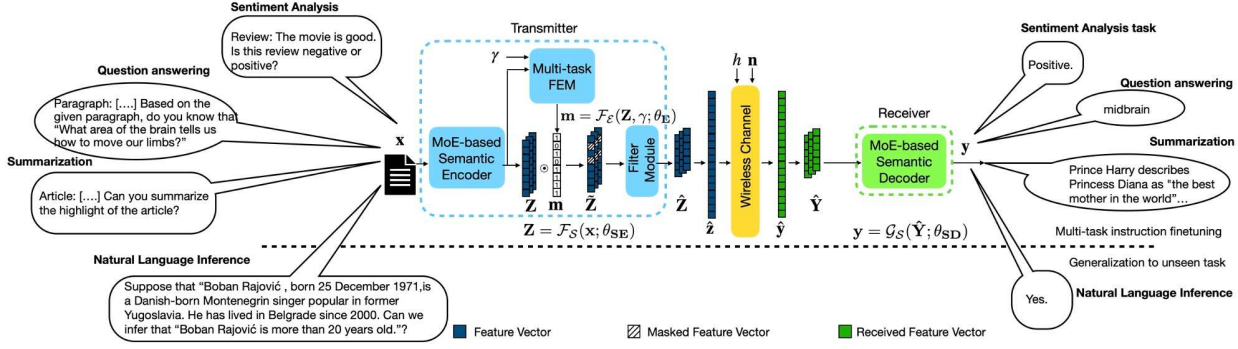 Sentiment Analysis
Review: The movie is good.
Is this review negative or
positive?
Question answering
Paragraph: [....] Based on the
given paragraph, do you know that
“What area of the brain tells us
how to move our limbs?”
Summarization
Article: [....] Can you summarize
the highlight of the article?
Natural Language Inference
Suppose that “Boban Rajović , born 25 December 1971,is
a Danish-born Montenegrin singer popular in former
Yugoslavia. He has lived in Belgrade since 2000. Can we
infer that “Boban Rajović is more than 20 years old.”?
x
Transmitter
γ
Multi-task
FEM
m = F_ℰ(Z, γ; θ_E)
MoE-based
Semantic
Encoder
Z
⊙
m
Z̃
Filter
Module
Z = F_S(x; θ_SE)
Ẑ
ẑ
h n
Wireless Channel
ŷ
Ŷ
Receiver
MoE-based
Semantic
Decoder
y = G_S(Ŷ; θ_SD)
y
Sentiment Analysis task
Positive.
Question answering
midbrain
Summarization
Prince Harry describes
Princess Diana as "the best
mother in the world”...
Multi-task instruction finetuning
Generalization to unseen task
Natural Language Inference
Yes.
Feature Vector
Masked Feature Vector
Received Feature Vector